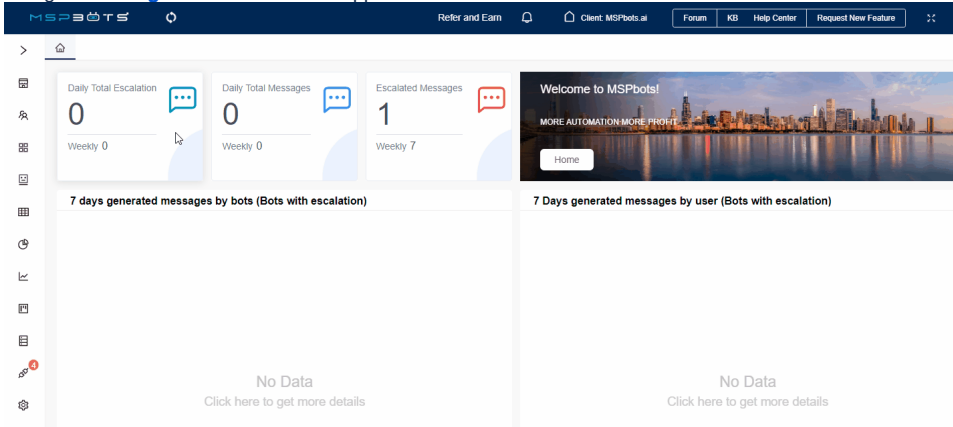 MSPBOTS
Refer and Earn
Client: MSPbots.ai
Forum
KB
Help Center
Request New Feature
Daily Total Escalation
0
Weekly 0
Daily Total Messages
0
Weekly 0
Escalated Messages
1
Weekly 7
Welcome to MSPbots!
MORE AUTOMATION·MORE PROFIT
Home
7 days generated messages by bots (Bots with escalation)
7 Days generated messages by user (Bots with escalation)
No Data
Click here to get more details
No Data
Click here to get more details
4